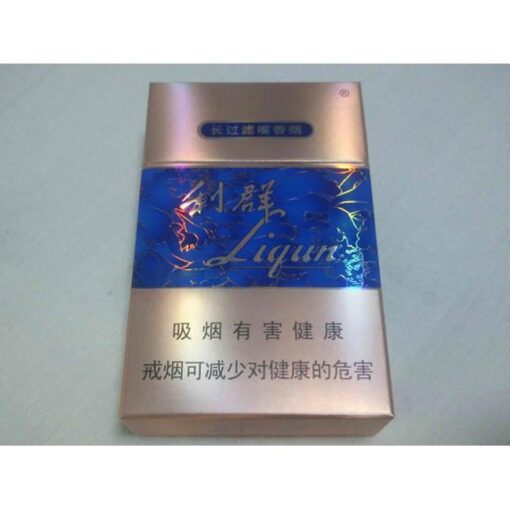 ®
长过滤嘴香烟
利群
Liqun
吸烟有害健康
戒烟可减少对健康的危害